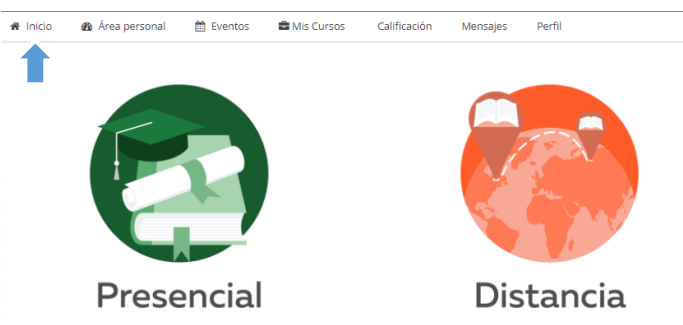 Inicio Área personal Eventos Mis Cursos Calificación Mensajes Perfil
Presencial Distancia